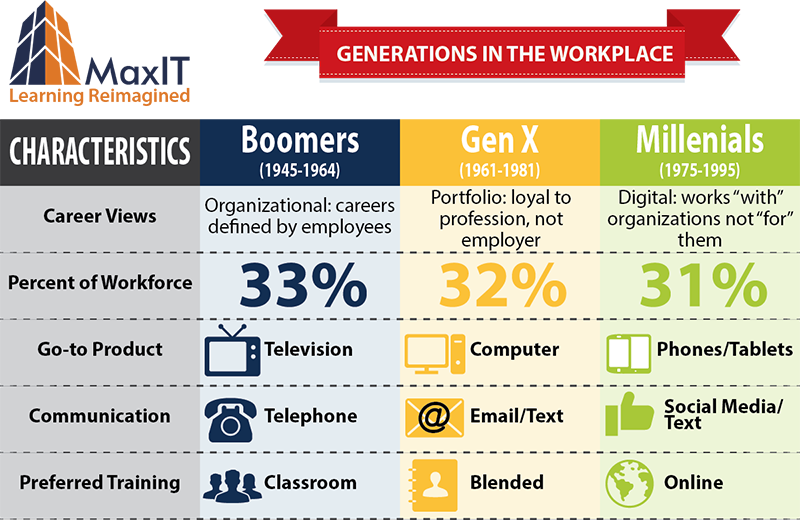 MaxIT
Learning Reimagined
GENERATIONS IN THE WORKPLACE
CHARACTERISTICS
Boomers
(1945-1964)
Gen X
(1961-1981)
Millenials
(1975-1995)
Career Views
Organizational: careers
defined by employees
Portfolio: loyal to
profession, not
employer
Digital: works “with”
organizations not “for”
them
Percent of Workforce
33%
32%
31%
Go-to Product
Television
Computer
Phones/Tablets
Communication
Telephone
@
Email/Text
Social Media/
Text
Preferred Training
Classroom
Blended
Online